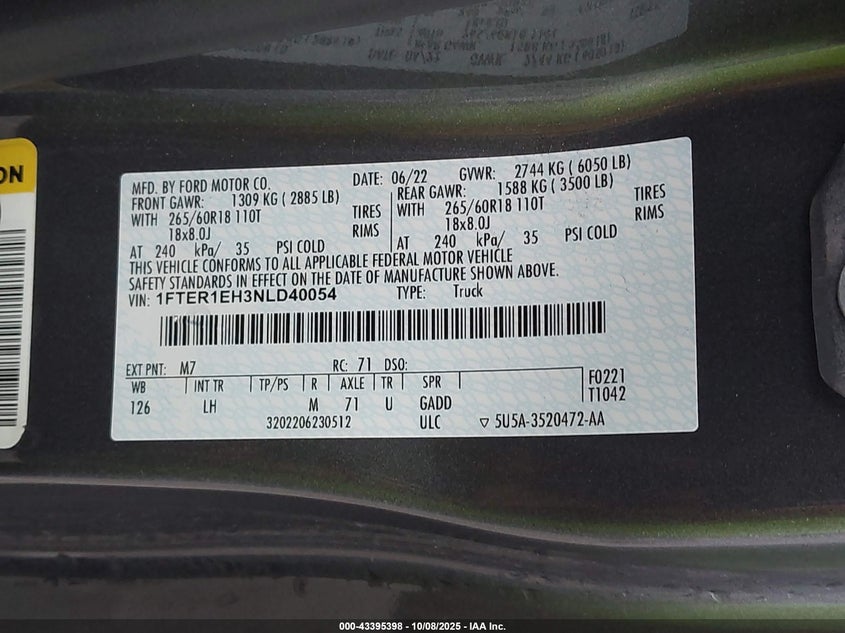 ON
MFD. BY FORD MOTOR CO.
DATE: 06/22
GVWR: 2744 KG ( 6050 LB)
FRONT GAWR: 1309 KG ( 2885 LB)
WITH 265/60R18 110T TIRES
18x8.0J RIMS
AT 240 kPa/ 35 PSI COLD
REAR GAWR: 1588 KG ( 3500 LB)
WITH 265/60R18 110T TIRES
18x8.0J RIMS
AT 240 kPa/ 35 PSI COLD
THIS VEHICLE CONFORMS TO ALL APPLICABLE FEDERAL MOTOR VEHICLE
SAFETY STANDARDS IN EFFECT ON THE DATE OF MANUFACTURE SHOWN ABOVE.
VIN: 1FTER1EH3NLD40054 TYPE: Truck
EXT PNT: M7 RC: 71 DSO:
WB INT TR TP/PS R AXLE TR SPR
126 LH M 71 U GADD
F0221
T1042
3202206230512 ULC ▽ 5U5A-3520472-AA
000-43395398 - 10/08/2025 - IAA Inc.